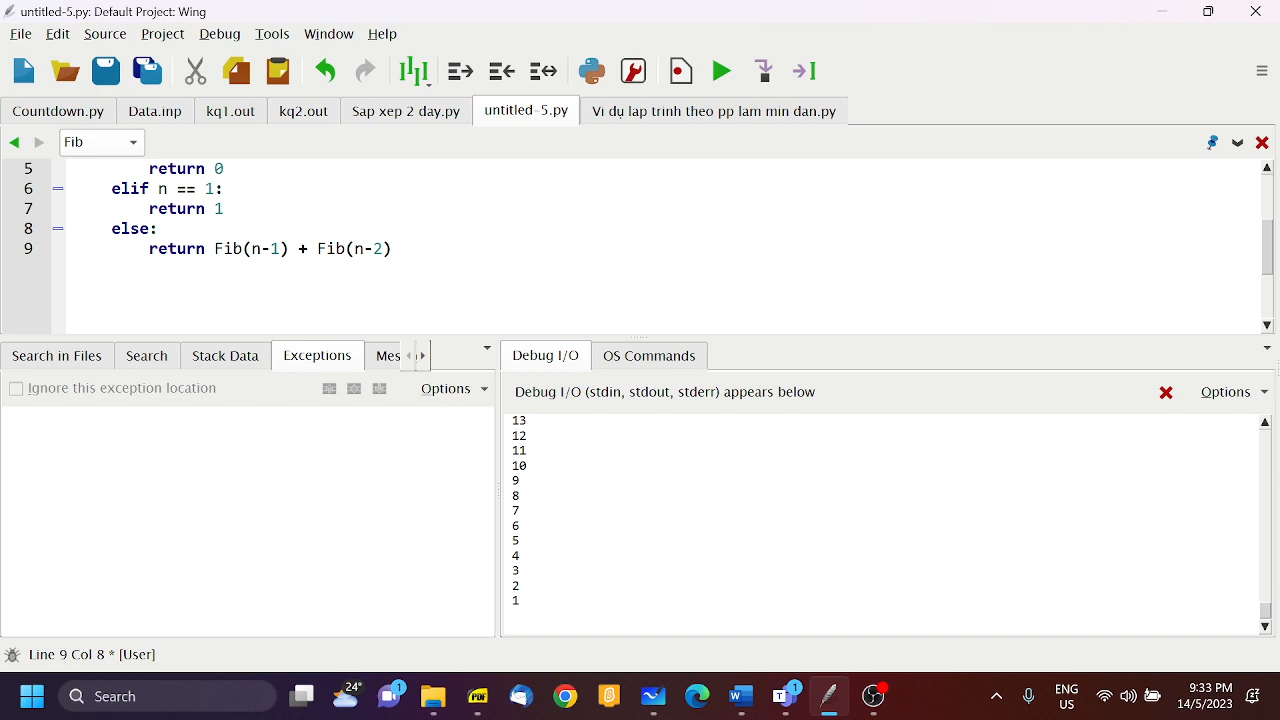 untitled-5.py: Default Project: Wing
File Edit Source Project Debug Tools Window Help
Countdown.py Data.inp kq1.out kq2.out Sap xep 2 day.py untitled-5.py Vi dụ lap trinh theo pp lam min dan.py
Fib
5 return 0
6 elif n == 1:
7 return 1
8 else:
9 return Fib(n-1) + Fib(n-2)
Search in Files Search Stack Data Exceptions Mes
Debug I/O OS Commands
Ignore this exception location Options
Debug I/O (stdin, stdout, stderr) appears below Options
13
12
11
10
9
8
7
6
5
4
3
2
1
Line 9 Col 8 * [User]
Search
24°
1
PDF
1
ENG
US
9:33 PM
14/5/2023